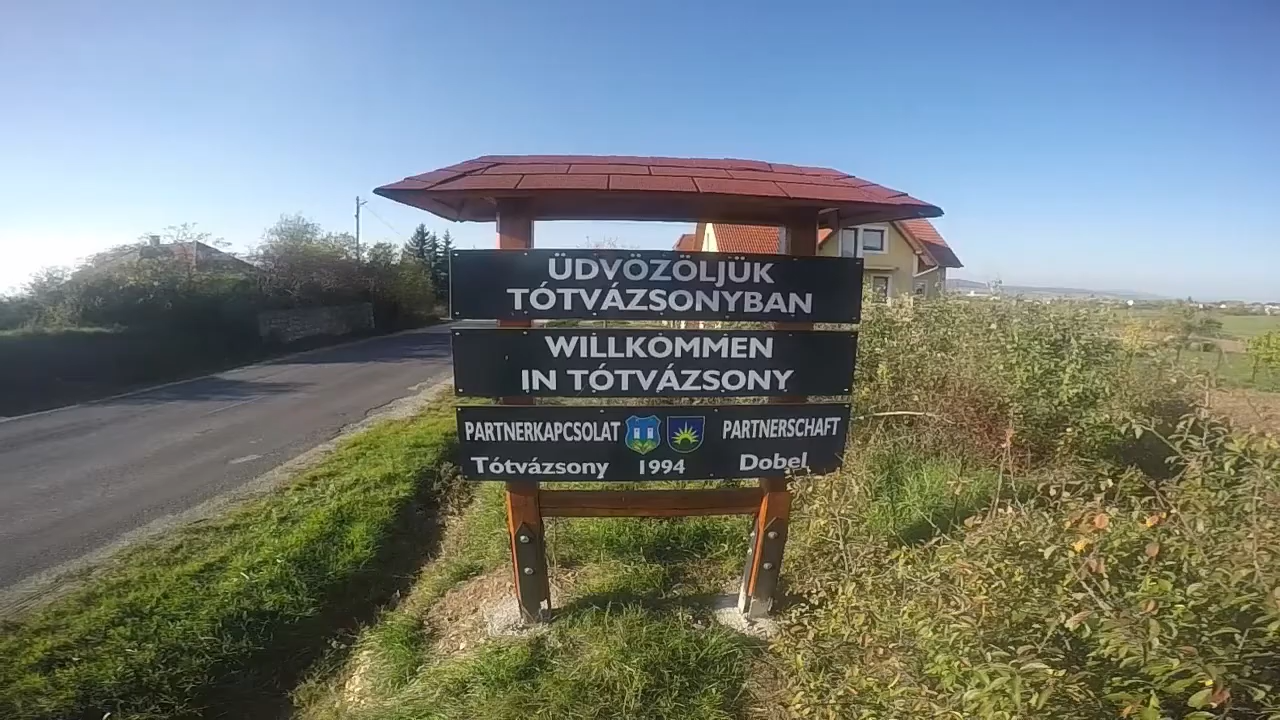 ÜDVÖZÖLJÜK
TÓTVÁZSONYBAN
WILLKOMMEN
IN TÓTVÁZSONY
PARTNERKAPCSOLAT PARTNERSCHAFT
Tótvázsony 1994 Dobel